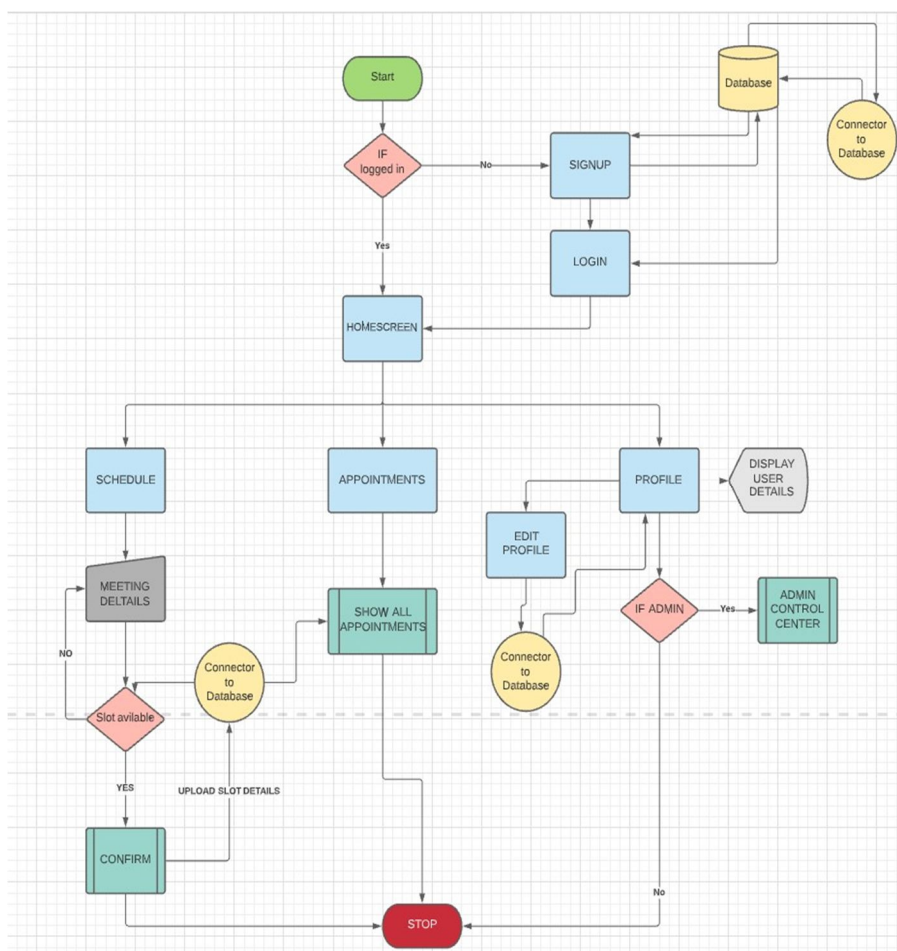 Start
Database
Connector
to
Database
IF
logged in
No
SIGNUP
Yes
LOGIN
HOMESCREEN
SCHEDULE
APPOINTMENTS
PROFILE
DISPLAY
USER
DETAILS
EDIT
PROFILE
MEETING
DELTAILS
SHOW ALL
APPOINTMENTS
IF ADMIN
Yes
ADMIN
CONTROL
CENTER
NO
Connector
to
Database
Connector
to
Database
Slot avilable
YES
UPLOAD SLOT DETAILS
CONFIRM
No
STOP